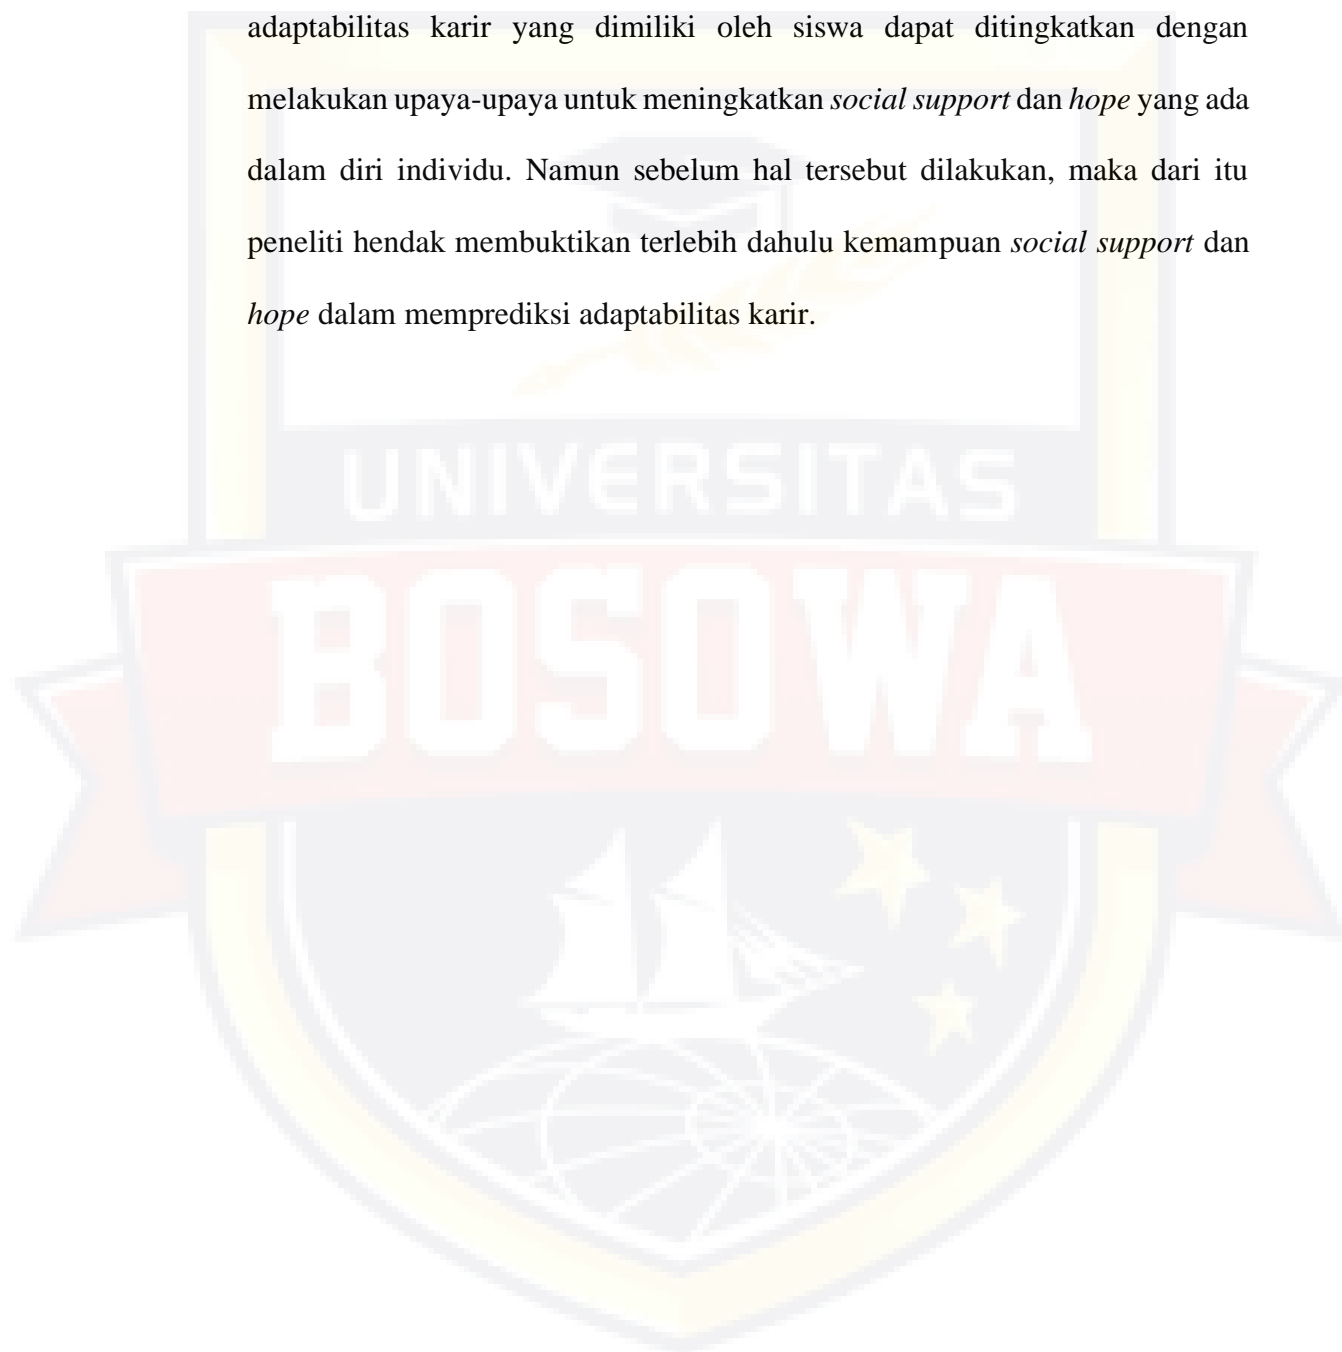 adaptabilitas karir yang dimiliki oleh siswa dapat ditingkatkan dengan
melakukan upaya-upaya untuk meningkatkan social support dan hope yang ada
dalam diri individu. Namun sebelum hal tersebut dilakukan, maka dari itu
peneliti hendak membuktikan terlebih dahulu kemampuan social support dan
hope dalam memprediksi adaptabilitas karir.
UNIVERSITAS
BOSOWA